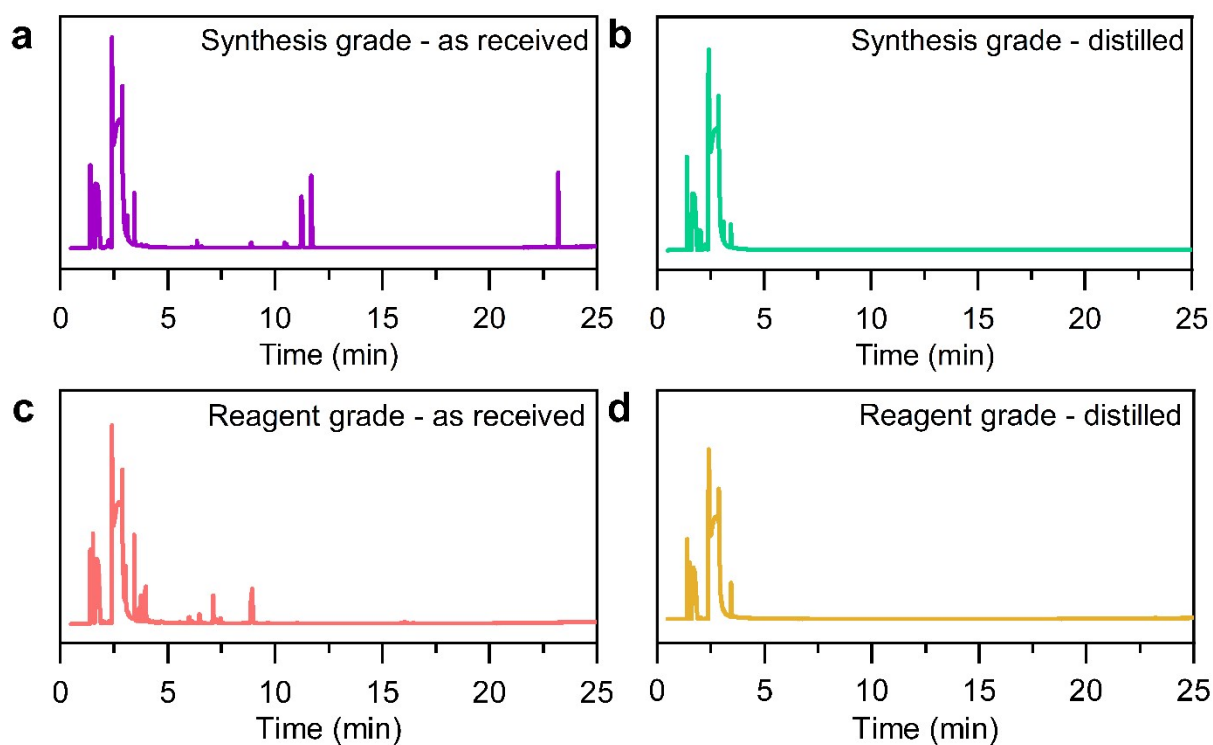 a
Synthesis grade - as received
0 5 10 15 20 25
Time (min)
b
Synthesis grade - distilled
0 5 10 15 20 25
Time (min)
c
Reagent grade - as received
0 5 10 15 20 25
Time (min)
d
Reagent grade - distilled
0 5 10 15 20 25
Time (min)